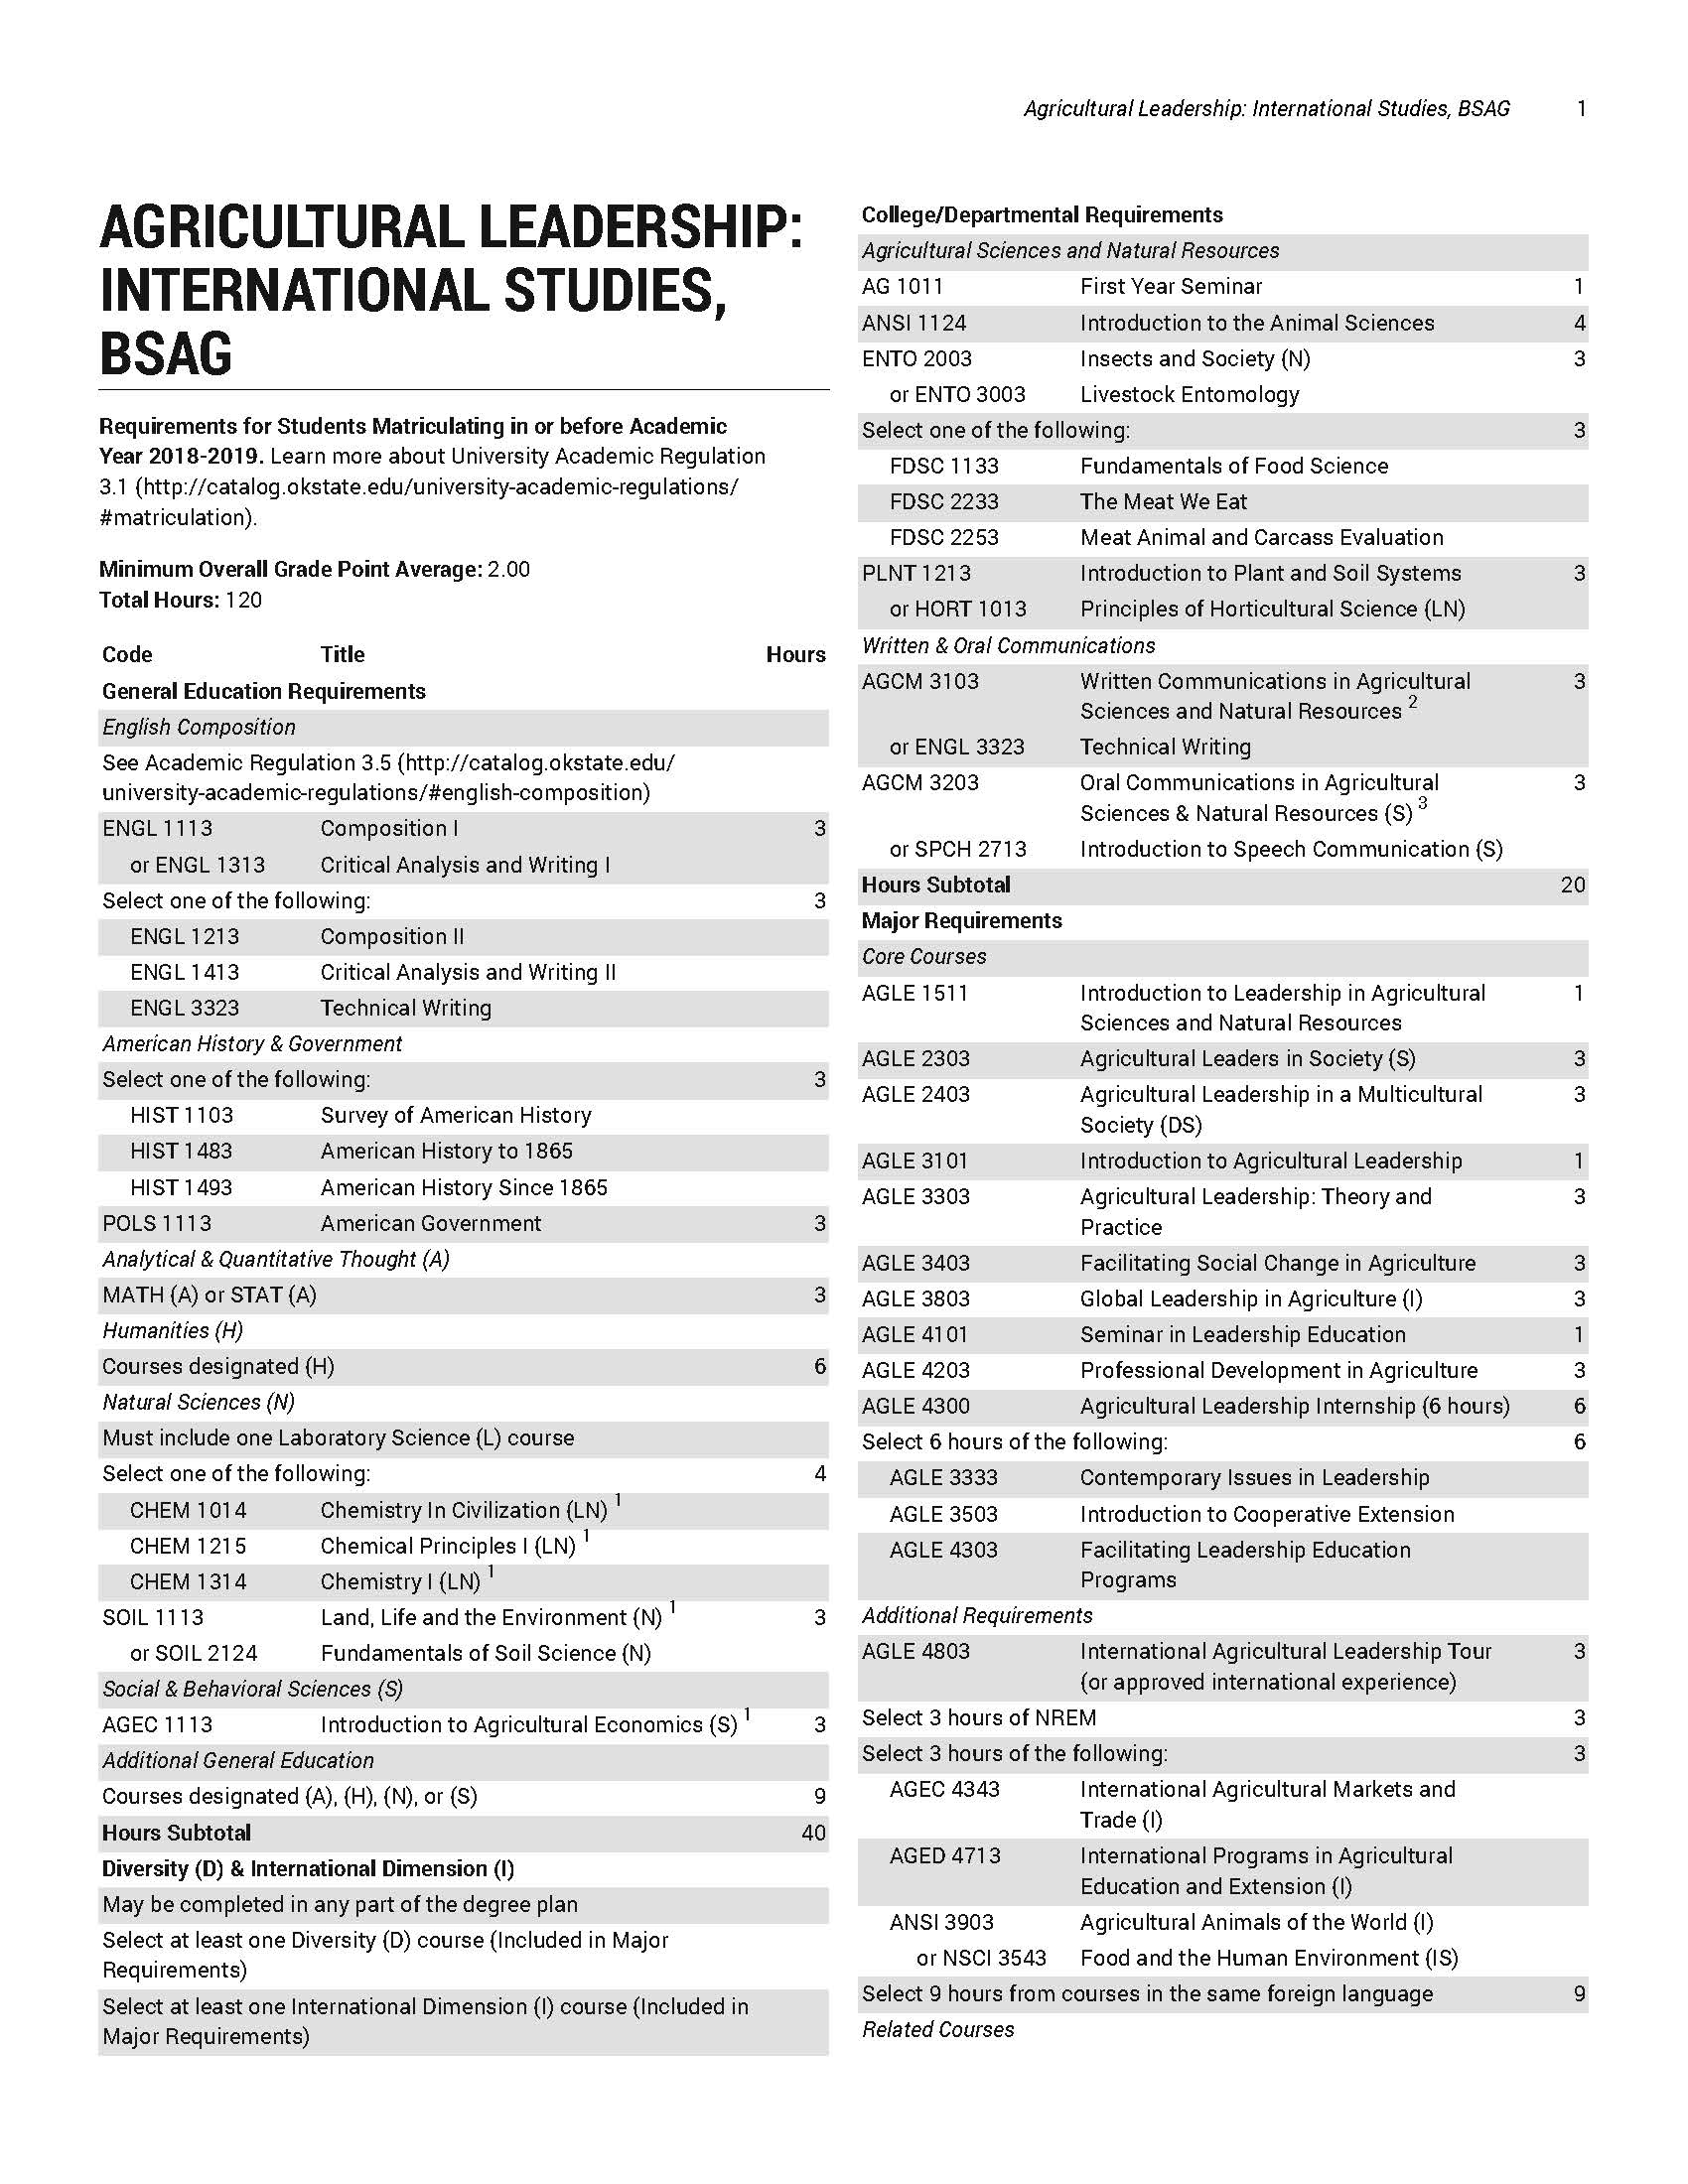 Agricultural Leadership: International Studies, BSAG 1
AGRICULTURAL LEADERSHIP:
INTERNATIONAL STUDIES,
BSAG
Requirements for Students Matriculating in or before Academic
Year 2018-2019. Learn more about University Academic Regulation
3.1 (http://catalog.okstate.edu/university-academic-regulations/
#matriculation).
Minimum Overall Grade Point Average: 2.00
Total Hours: 120
Code Title Hours
General Education Requirements
English Composition
See Academic Regulation 3.5 (http://catalog.okstate.edu/
university-academic-regulations/#english-composition)
ENGL 1113 Composition I 3
or ENGL 1313 Critical Analysis and Writing I
Select one of the following: 3
ENGL 1213 Composition II
ENGL 1413 Critical Analysis and Writing II
ENGL 3323 Technical Writing
American History & Government
Select one of the following: 3
HIST 1103 Survey of American History
HIST 1483 American History to 1865
HIST 1493 American History Since 1865
POLS 1113 American Government 3
Analytical & Quantitative Thought (A)
MATH (A) or STAT (A) 3
Humanities (H)
Courses designated (H) 6
Natural Sciences (N)
Must include one Laboratory Science (L) course
Select one of the following: 4
CHEM 1014 Chemistry In Civilization (LN) 1
CHEM 1215 Chemical Principles I (LN) 1
CHEM 1314 Chemistry I (LN) 1
SOIL 1113 Land, Life and the Environment (N) 1 3
or SOIL 2124 Fundamentals of Soil Science (N)
Social & Behavioral Sciences (S)
AGEC 1113 Introduction to Agricultural Economics (S) 1 3
Additional General Education
Courses designated (A), (H), (N), or (S) 9
Hours Subtotal 40
Diversity (D) & International Dimension (I)
May be completed in any part of the degree plan
Select at least one Diversity (D) course (Included in Major
Requirements)
Select at least one International Dimension (I) course (Included in
Major Requirements)
College/Departmental Requirements
Agricultural Sciences and Natural Resources
AG 1011 First Year Seminar 1
ANSI 1124 Introduction to the Animal Sciences 4
ENTO 2003 Insects and Society (N) 3
or ENTO 3003 Livestock Entomology
Select one of the following: 3
FDSC 1133 Fundamentals of Food Science
FDSC 2233 The Meat We Eat
FDSC 2253 Meat Animal and Carcass Evaluation
PLNT 1213 Introduction to Plant and Soil Systems 3
or HORT 1013 Principles of Horticultural Science (LN)
Written & Oral Communications
AGCM 3103 Written Communications in Agricultural 3
Sciences and Natural Resources 2
or ENGL 3323 Technical Writing
AGCM 3203 Oral Communications in Agricultural 3
Sciences & Natural Resources (S) 3
or SPCH 2713 Introduction to Speech Communication (S)
Hours Subtotal 20
Major Requirements
Core Courses
AGLE 1511 Introduction to Leadership in Agricultural 1
Sciences and Natural Resources
AGLE 2303 Agricultural Leaders in Society (S) 3
AGLE 2403 Agricultural Leadership in a Multicultural 3
Society (DS)
AGLE 3101 Introduction to Agricultural Leadership 1
AGLE 3303 Agricultural Leadership: Theory and 3
Practice
AGLE 3403 Facilitating Social Change in Agriculture 3
AGLE 3803 Global Leadership in Agriculture (I) 3
AGLE 4101 Seminar in Leadership Education 1
AGLE 4203 Professional Development in Agriculture 3
AGLE 4300 Agricultural Leadership Internship (6 hours) 6
Select 6 hours of the following: 6
AGLE 3333 Contemporary Issues in Leadership
AGLE 3503 Introduction to Cooperative Extension
AGLE 4303 Facilitating Leadership Education
Programs
Additional Requirements
AGLE 4803 International Agricultural Leadership Tour 3
(or approved international experience)
Select 3 hours of NREM 3
Select 3 hours of the following: 3
AGEC 4343 International Agricultural Markets and
Trade (I)
AGED 4713 International Programs in Agricultural
Education and Extension (I)
ANSI 3903 Agricultural Animals of the World (I)
or NSCI 3543 Food and the Human Environment (IS)
Select 9 hours from courses in the same foreign language 9
Related Courses